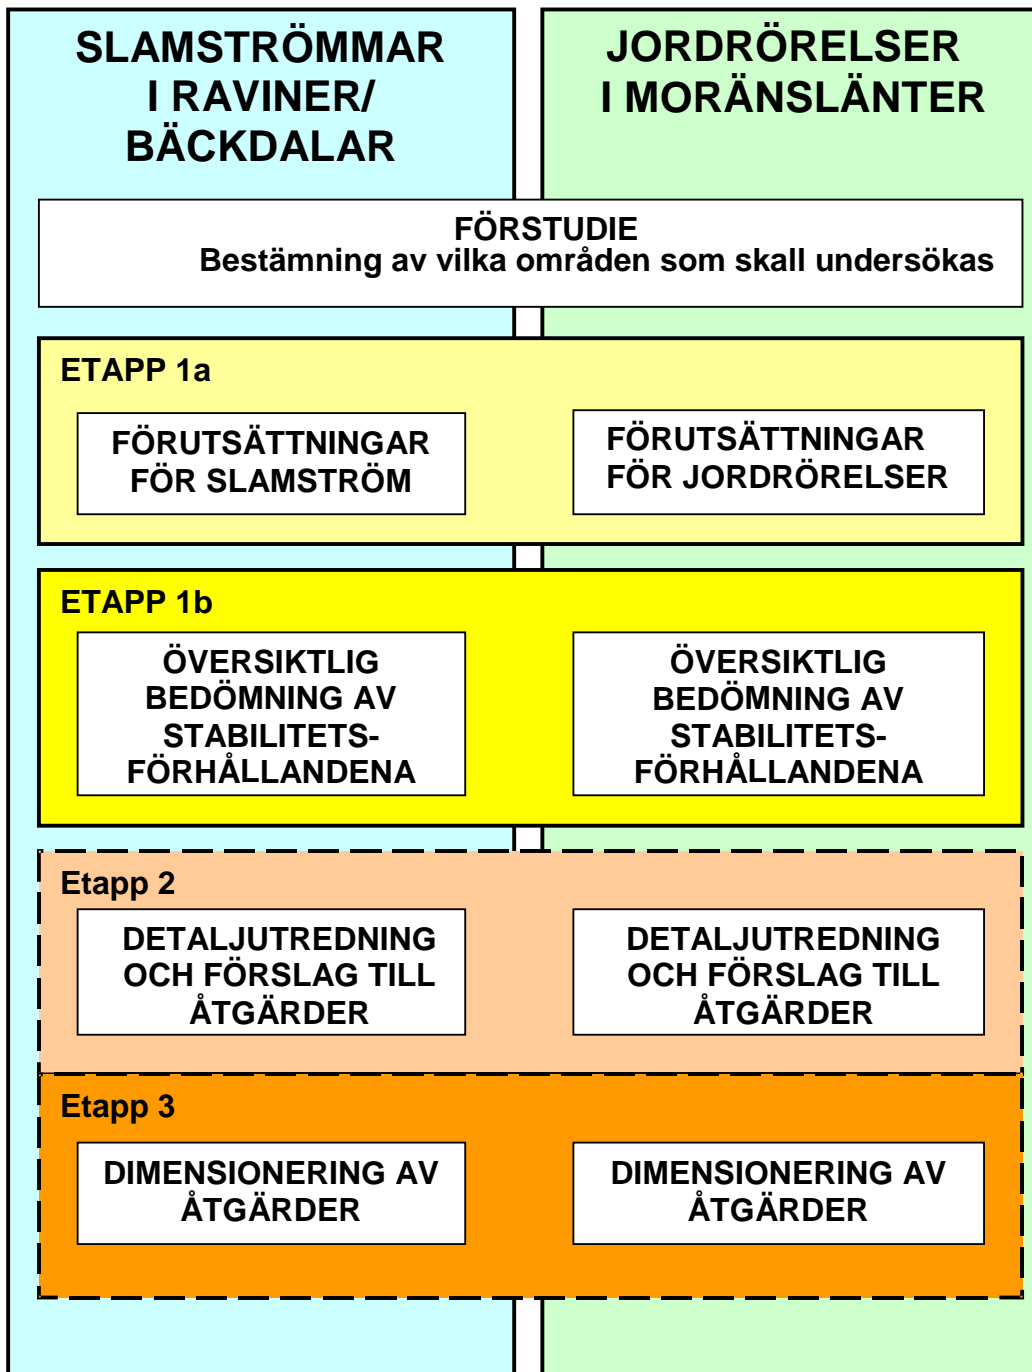 SLAMSTRÖMMAR
I RAVINER/
BÄCKDALAR
JORDRÖRELSER
I MORÄNSLÄNTER
FÖRSTUDIE
Bestämning av vilka områden som skall undersökas
ETAPP 1a
FÖRUTSÄTTNINGAR
FÖR SLAMSTRÖM
FÖRUTSÄTTNINGAR
FÖR JORDRÖRELSER
ETAPP 1b
ÖVERSIKTLIG
BEDÖMNING AV
STABILITETS-
FÖRHÅLLANDENA
ÖVERSIKTLIG
BEDÖMNING AV
STABILITETS-
FÖRHÅLLANDENA
Etapp 2
DETALJUTREDNING
OCH FÖRSLAG TILL
ÅTGÄRDER
DETALJUTREDNING
OCH FÖRSLAG TILL
ÅTGÄRDER
Etapp 3
DIMENSIONERING AV
ÅTGÄRDER
DIMENSIONERING AV
ÅTGÄRDER